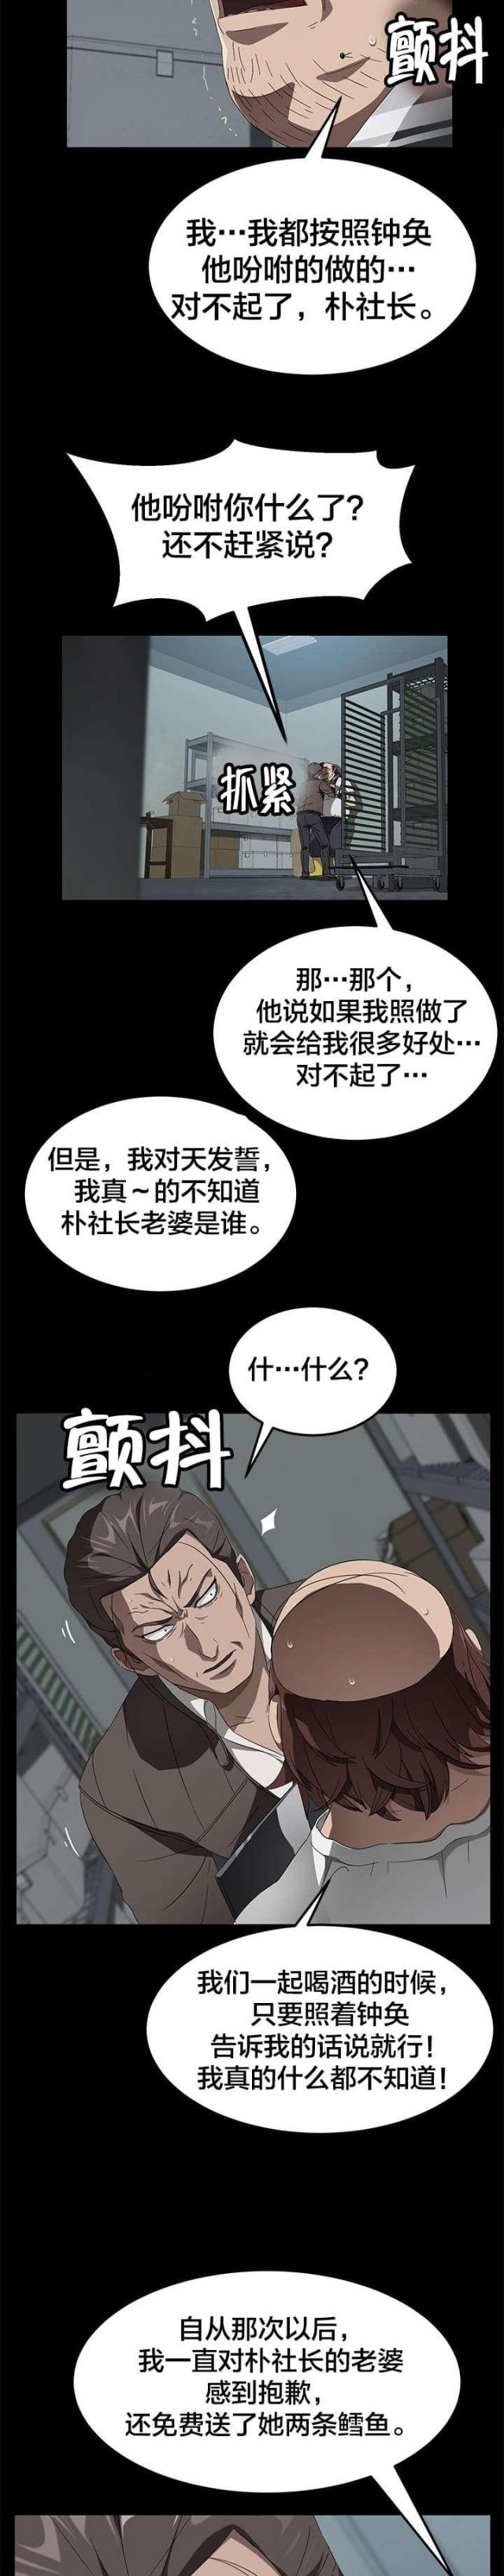 颤抖
我…我都按照钟奂
他吩咐的做的…
对不起了，朴社长。
他吩咐你什么了？
还不赶紧说？
抓紧
那…那个，
他说如果我照做了
就会给我很多好处…
对不起了…
但是，我对天发誓，
我真~的不知道
朴社长老婆是谁。
什…什么？
颤抖
我们一起喝酒的时候，
只要照着钟奂
告诉我的话说就行！
我真的什么都不知道！
自从那次以后，
我一直对朴社长的老婆
感到抱歉，
还免费送了她两条鳕鱼。